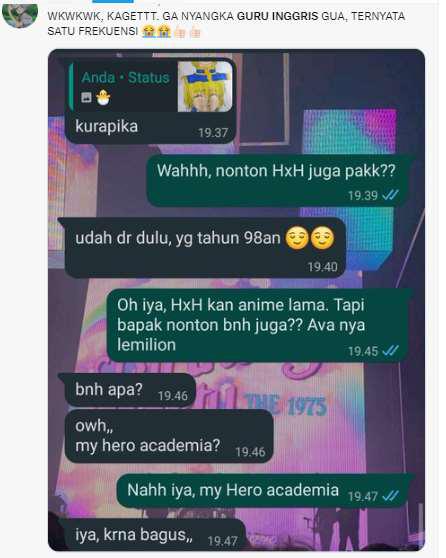 WKWKWK, KAGETTT. GA NYANGKA GURU INGGRIS GUA, TERNYATA
SATU FREKUENSI 😭😭👍🏻👍🏻
Anda • Status
🐣
kurapika
19.37
Wahhh, nonton HxH juga pakk??
19.39
udah dr dulu, yg tahun 98an 😌😌
19.40
Oh iya, HxH kan anime lama. Tapi
bapak nonton bnh juga?? Ava nya
lemilion
19.45
bnh apa?
19.46
THE 1975
owh,,
my hero academia?
19.46
Nahh iya, my Hero academia
19.47
iya, krna bagus,,
19.47